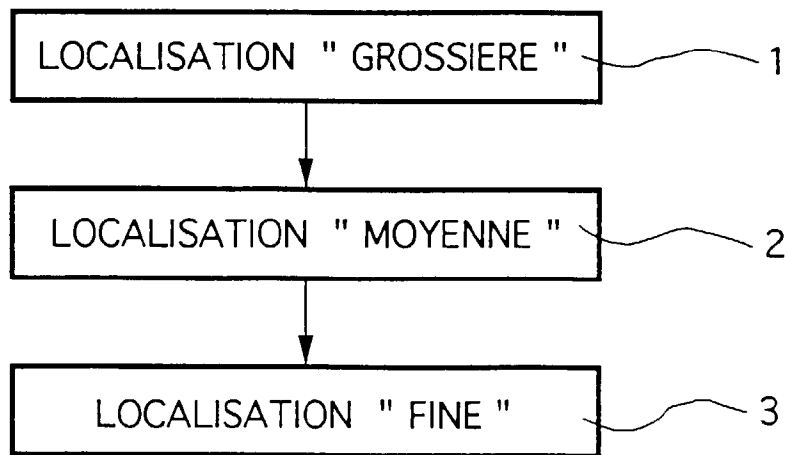 LOCALISATION " GROSSIERE " 1
LOCALISATION " MOYENNE " 2
LOCALISATION " FINE " 3